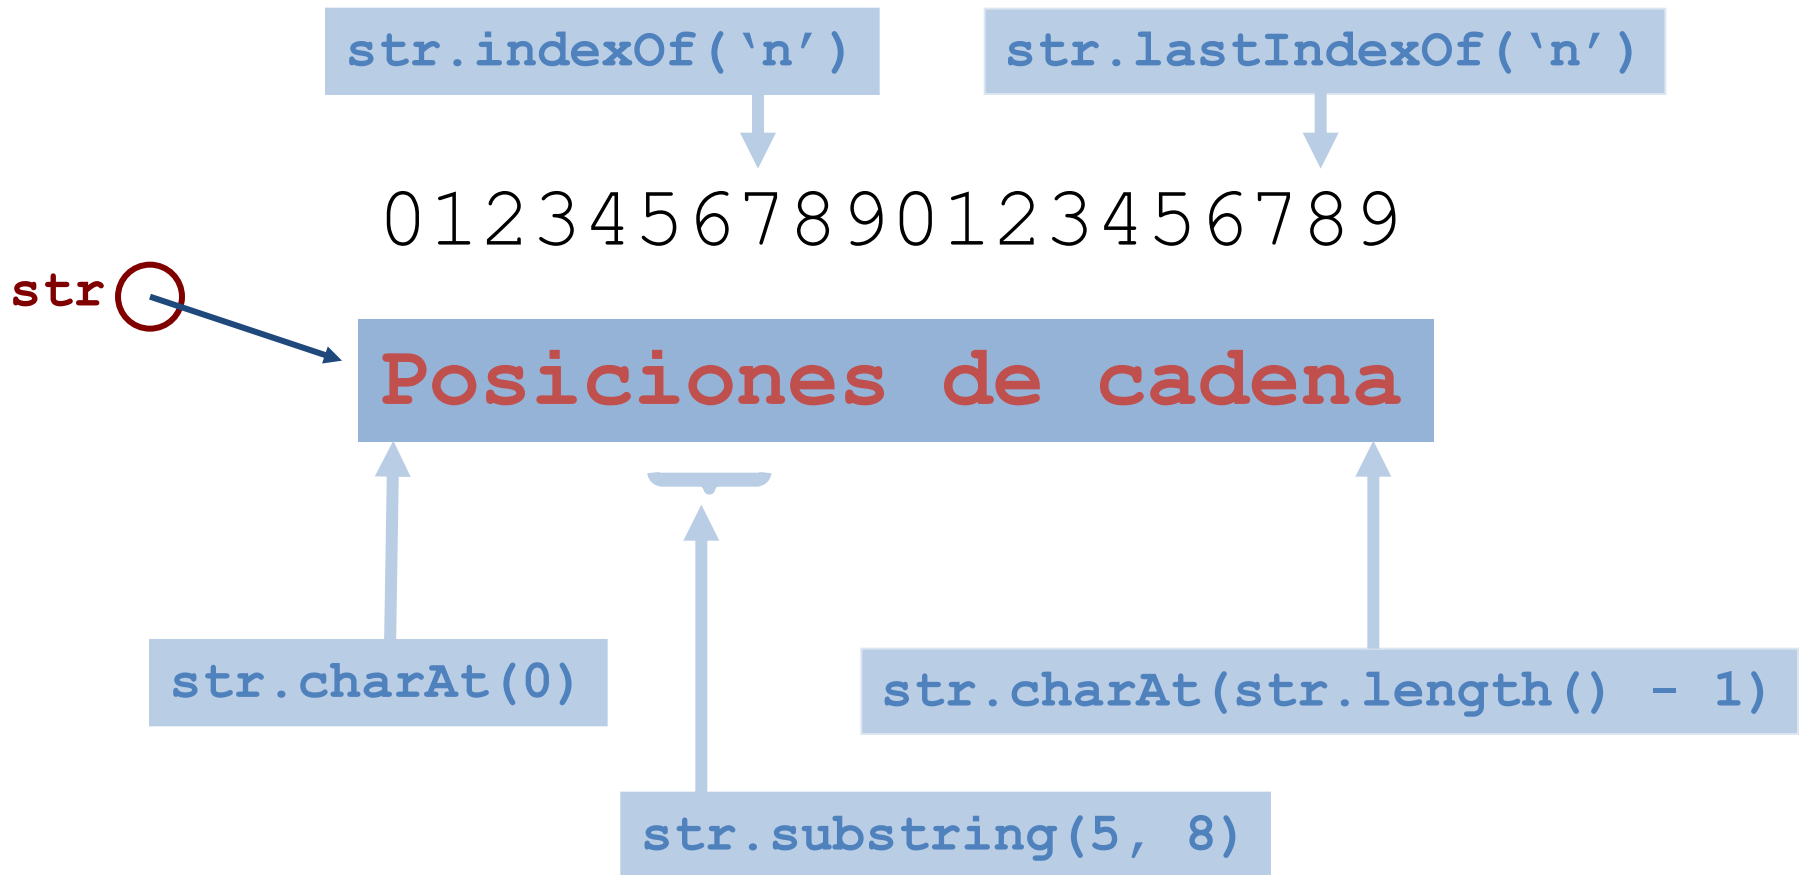 str.indexOf(‘n’)
str.lastIndexOf(‘n’)
01234567890123456789
str
Posiciones de cadena
str.charAt(0)
str.charAt(str.length() - 1)
str.substring(5, 8)